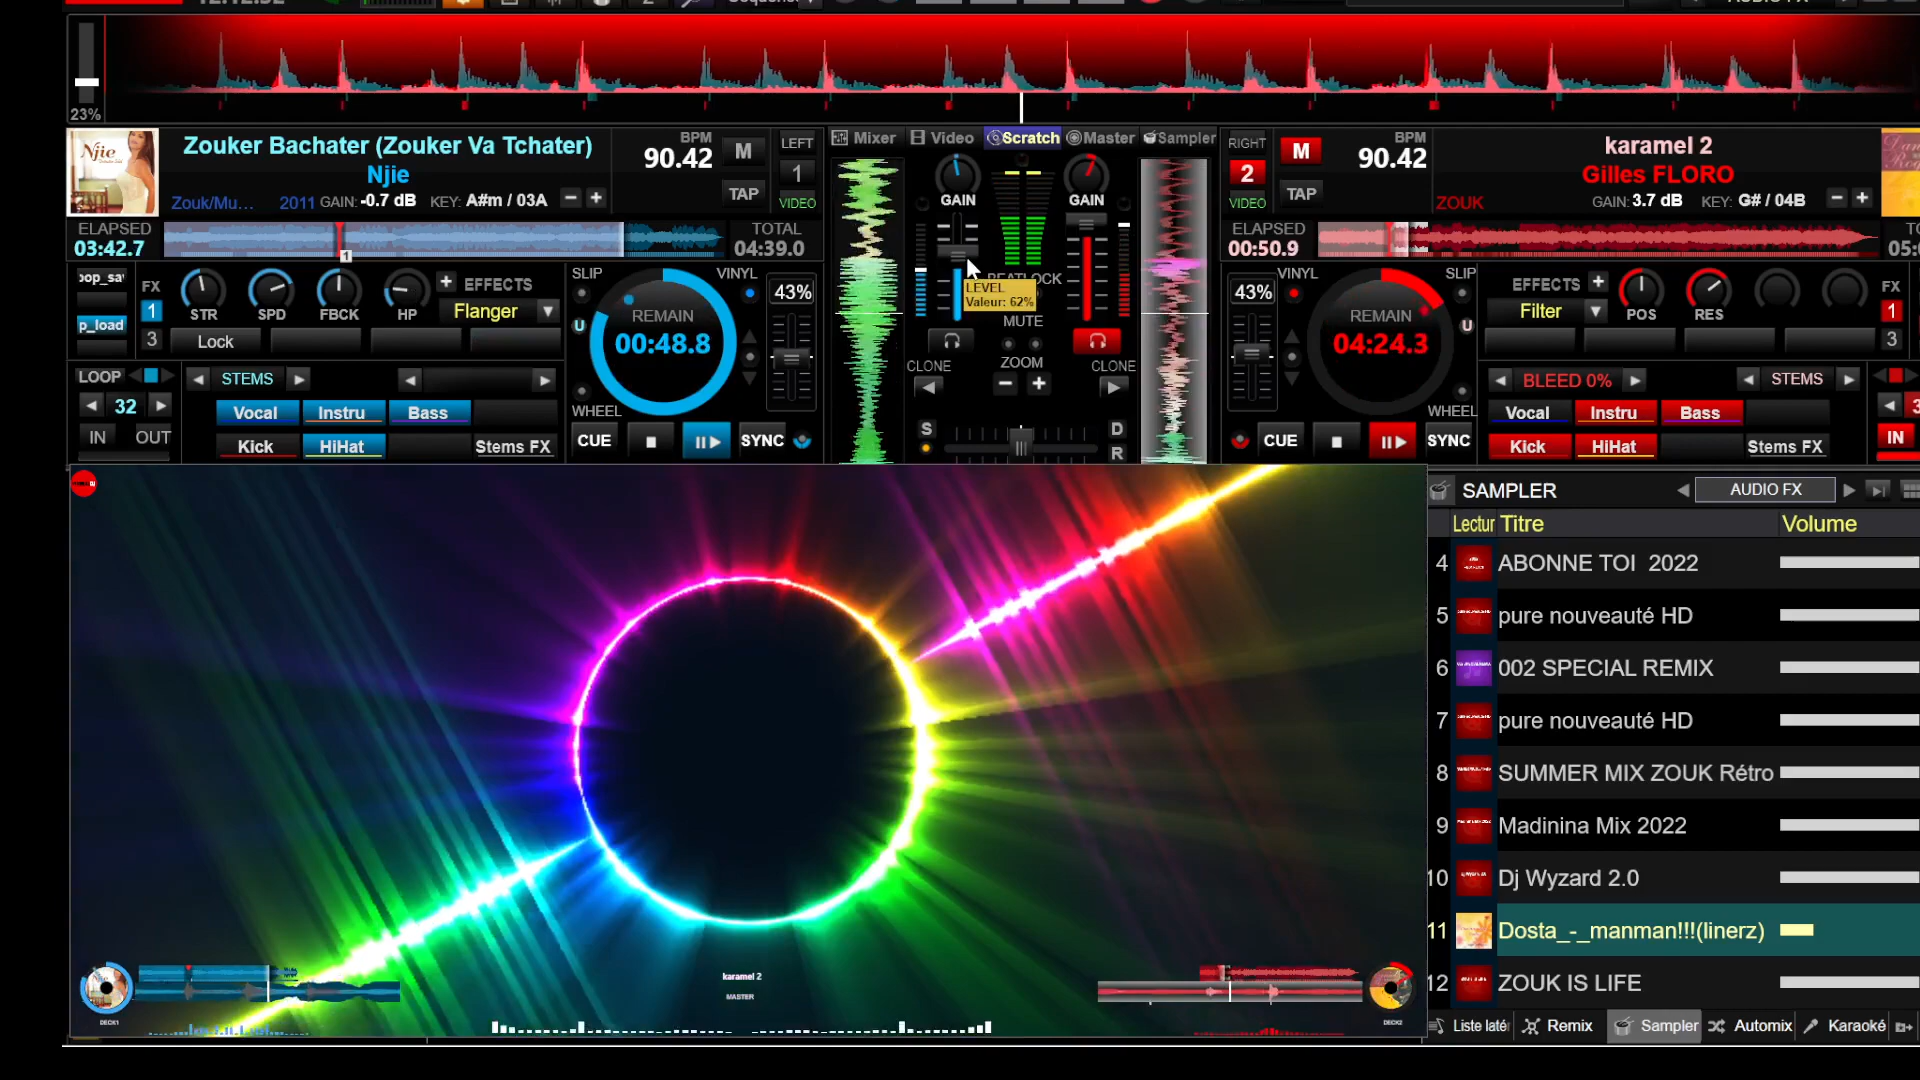 23%
Zouker Bachater (Zouker Va Tchater)
Njie
Zouk/Mu... 2011 GAIN: -0.7 dB KEY: A#m / 03A
BPM
90.42
M
TAP
LEFT
1
VIDEO
Mixer Video Scratch Master Sampler
RIGHT
2
VIDEO
M
TAP
BPM
90.42
karamel 2
Gilles FLORO
ZOUK GAIN: 3.7 dB KEY: G# / 04B
ELAPSED
03:42.7
1
TOTAL
04:39.0
GAIN GAIN
LEVEL
Valeur: 62%
MUTE
ZOOM
CLONE CLONE
S D
R
ELAPSED
00:50.9
FX
1
3
STR SPD FBCK HP
EFFECTS
Flanger
Lock
p_load
SLIP VINYL
U
REMAIN
00:48.8
43%
WHEEL
CUE SYNC
VINYL SLIP
43%
REMAIN
04:24.3
U
WHEEL
CUE SYNC
EFFECTS
Filter
POS RES
FX
1
3
LOOP
32
IN OUT
STEMS
Vocal Instru Bass
Kick HiHat Stems FX
BLEED 0% STEMS
Vocal Instru Bass
Kick HiHat Stems FX
IN
SAMPLER AUDIO FX
Lectur Titre Volume
4 ABONNE TOI 2022
5 pure nouveauté HD
6 002 SPECIAL REMIX
7 pure nouveauté HD
8 SUMMER MIX ZOUK Rétro
9 Madinina Mix 2022
10 Dj Wyzard 2.0
11 Dosta_-_manman!!!(linerz)
12 ZOUK IS LIFE
karamel 2
MASTER
DECK1
DECK2
Liste laté Remix Sampler Automix Karaoké